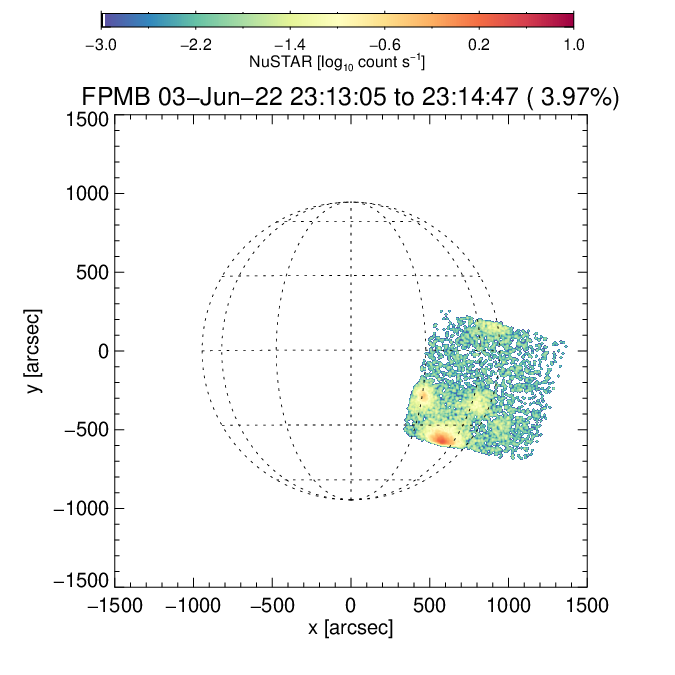 −3.0 −2.2 −1.4 −0.6 0.2 1.0
NuSTAR [log₁₀ count s⁻¹]
FPMB 03−Jun−22 23:13:05 to 23:14:47 ( 3.97%)
1500
1000
500
0
−500
−1000
−1500
y [arcsec]
−1500 −1000 −500 0 500 1000 1500
x [arcsec]